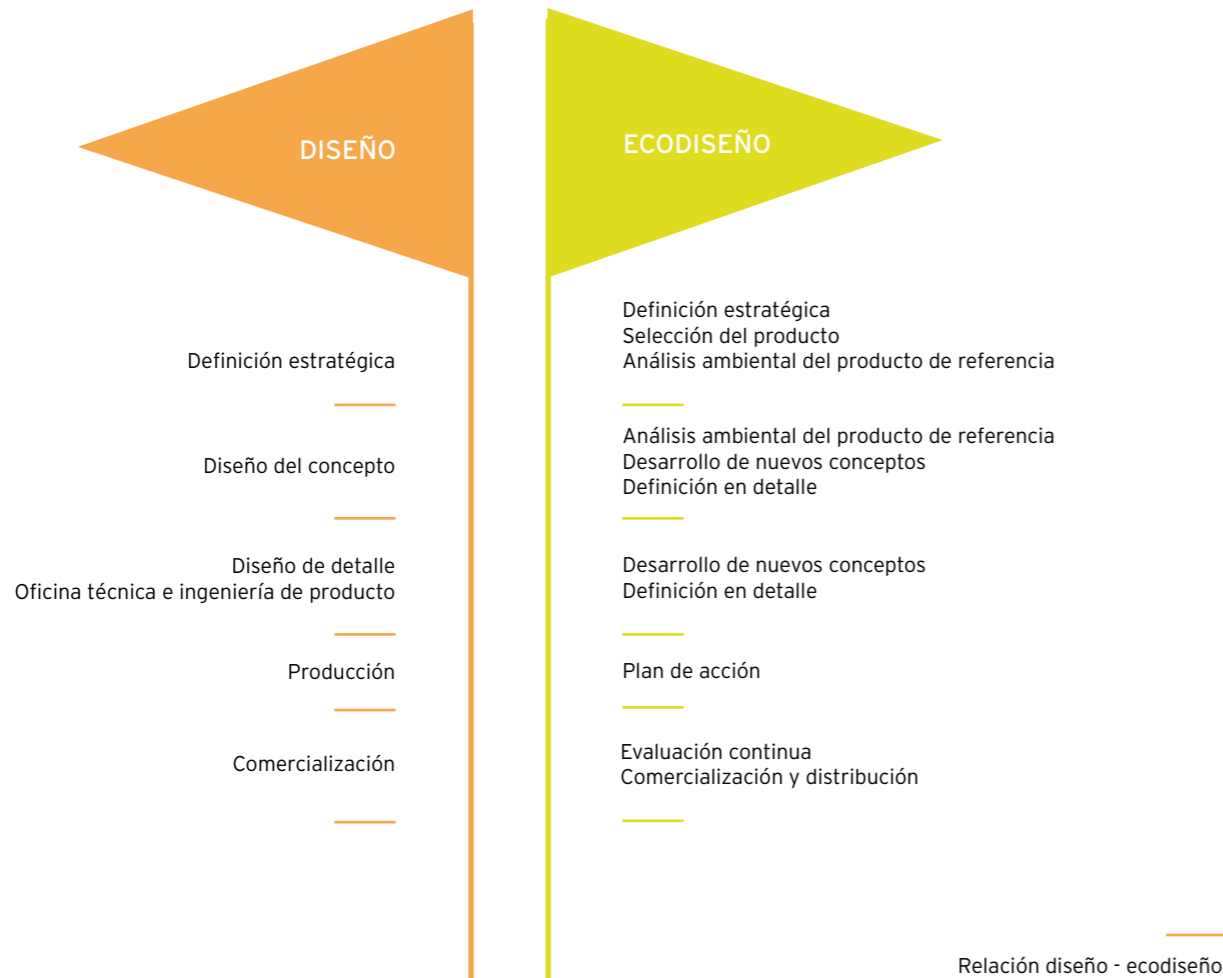 DISEÑO
ECODISEÑO
Definición estratégica
Definición estratégica
Selección del producto
Análisis ambiental del producto de referencia
Diseño del concepto
Análisis ambiental del producto de referencia
Desarrollo de nuevos conceptos
Definición en detalle
Diseño de detalle
Oficina técnica e ingeniería de producto
Desarrollo de nuevos conceptos
Definición en detalle
Producción
Plan de acción
Comercialización
Evaluación continua
Comercialización y distribución
Relación diseño - ecodiseño